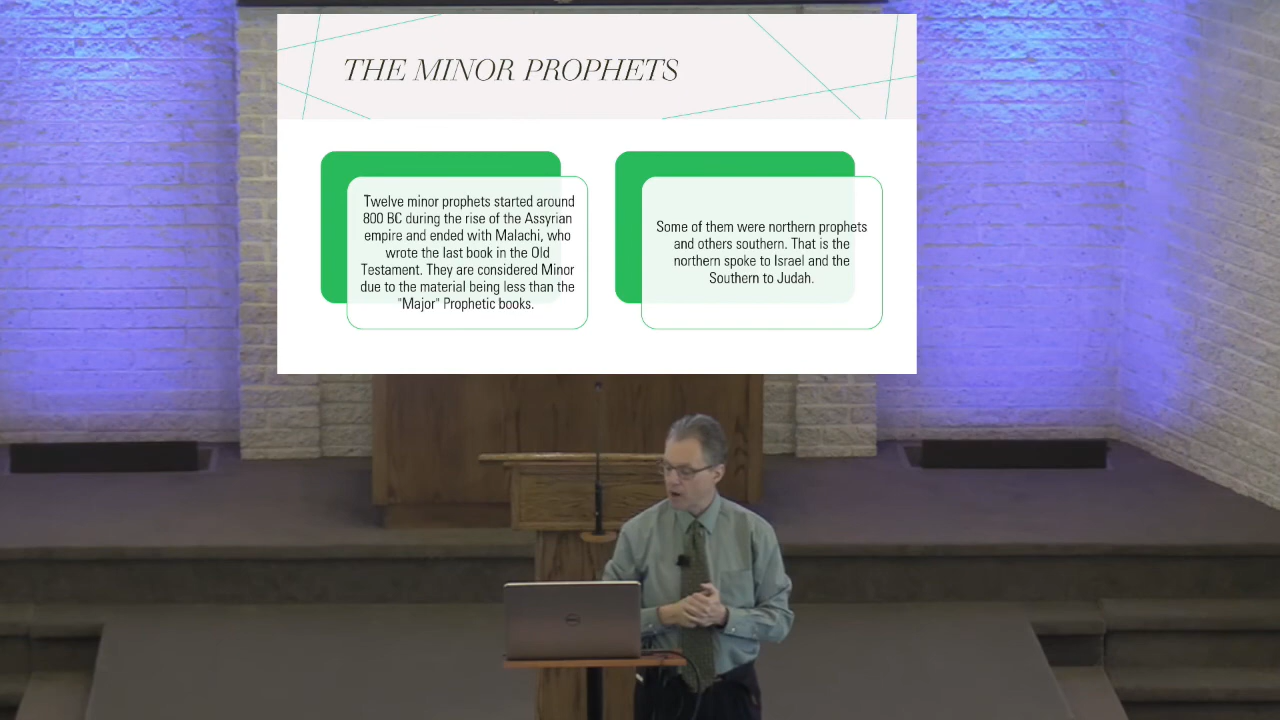 THE MINOR PROPHETS
Twelve minor prophets started around
800 BC during the rise of the Assyrian
empire and ended with Malachi, who
wrote the last book in the Old
Testament. They are considered Minor
due to the material being less than the
"Major" Prophetic books.
Some of them were northern prophets
and others southern. That is the
northern spoke to Israel and the
Southern to Judah.
DELL